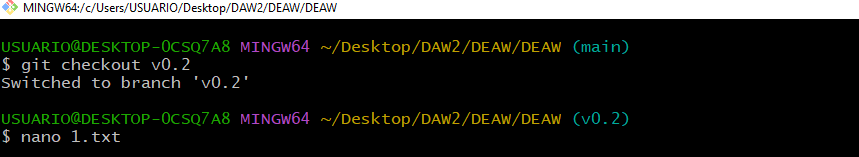 MINGW64:/c/Users/USUARIO/Desktop/DAW2/DEAW/DEAW
USUARIO@DESKTOP-0CSQ7A8 MINGW64 ~/Desktop/DAW2/DEAW/DEAW (main)
$ git checkout v0.2
Switched to branch 'v0.2'
USUARIO@DESKTOP-0CSQ7A8 MINGW64 ~/Desktop/DAW2/DEAW/DEAW (v0.2)
$ nano 1.txt